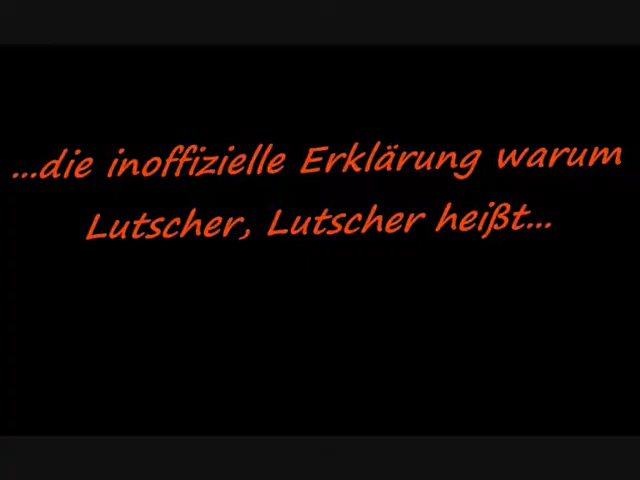 ...die inoffizielle Erklärung warum
Lutscher, Lutscher heißt...